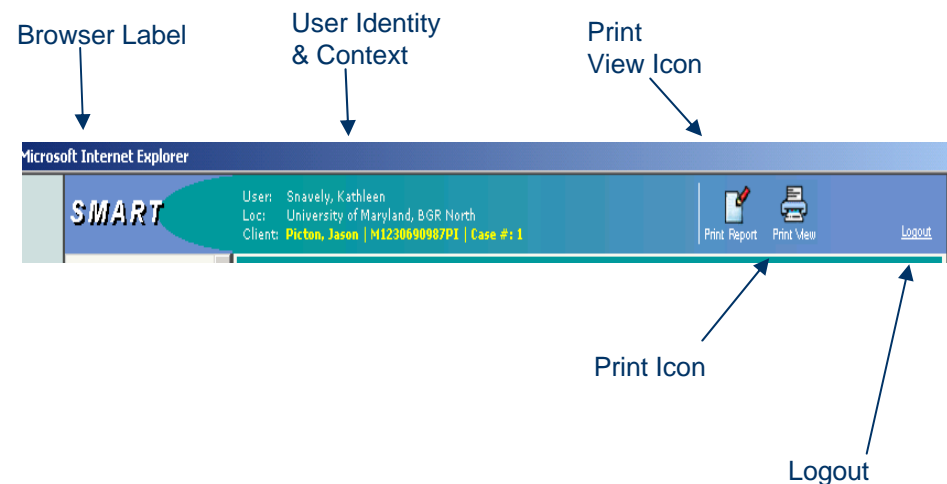 Browser Label
User Identity
& Context
Print
View Icon
Microsoft Internet Explorer
SMART
User: Snavely, Kathleen
Loc: University of Maryland, BGR North
Client: Picton, Jason | M1230690987PI | Case #: 1
Print Report
Print View
Logout
Print Icon
Logout